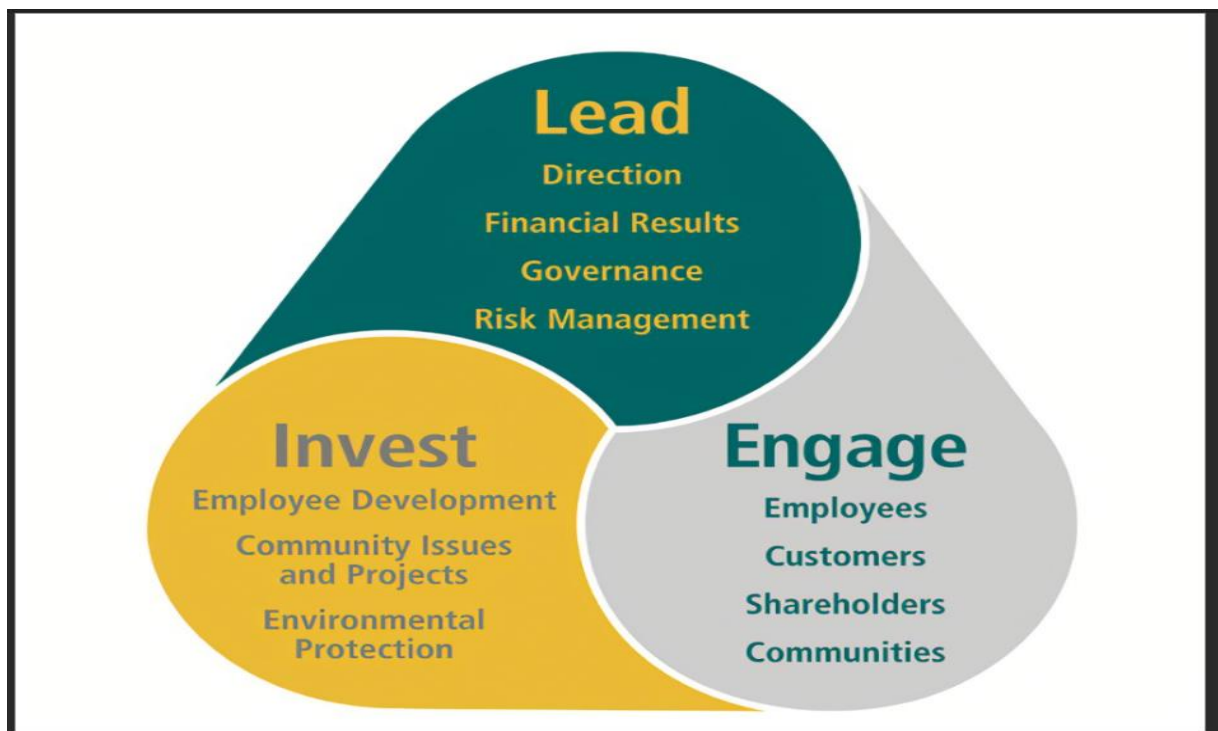 Lead
Direction
Financial Results
Governance
Risk Management
Invest
Employee Development
Community Issues
and Projects
Environmental
Protection
Engage
Employees
Customers
Shareholders
Communities